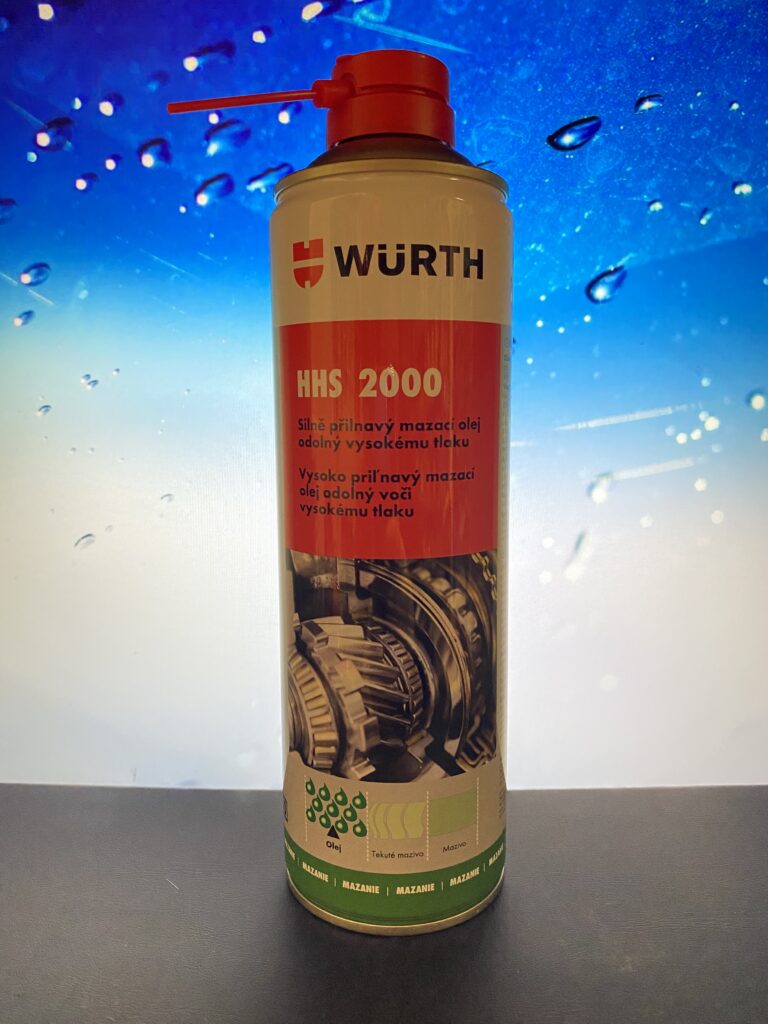 WÜRTH
HHS 2000
Silně přilnavý mazací olej
odolný vysokému tlaku
Vysoko priľnavý mazací
olej odolný voči
vysokému tlaku
Olej
Tekuté mazivo
Mazivo
| MAZANIE | MAZANIE | MAZANIE | MAZANIE |